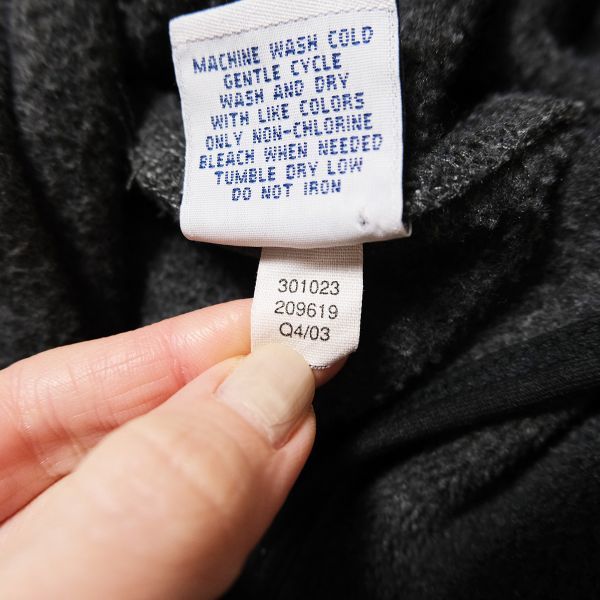 MACHINE WASH COLD
GENTLE CYCLE
WASH AND DRY
WITH LIKE COLORS
ONLY NON-CHLORINE
BLEACH WHEN NEEDED
TUMBLE DRY LOW
DO NOT IRON
301023
209619
Q4/03